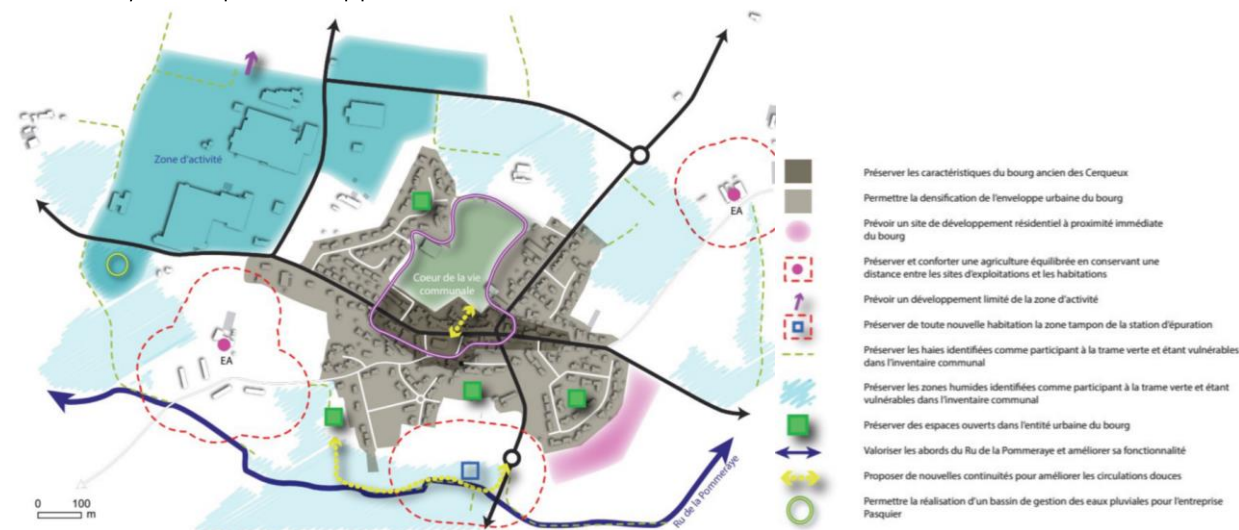 Zone d'activité
EA
Coeur de la vie
communale
EA
Ru de la Pommeraye
0 100
m
Préserver les caractéristiques du bourg ancien des Cerqueux
Permettre la densification de l'enveloppe urbaine du bourg
Prévoir un site de développement résidentiel à proximité immédiate
du bourg
Préserver et conforter une agriculture équilibrée en conservant une
distance entre les sites d'exploitations et les habitations
Prévoir un développement limité de la zone d'activité
Préserver de toute nouvelle habitation la zone tampon de la station d'épuration
Préserver les haies identifiées comme participant à la trame verte et étant vulnérables
dans l'inventaire communal
Préserver les zones humides identifiées comme participant à la trame verte et étant
vulnérables dans l'inventaire communal
Préserver des espaces ouverts dans l'entité urbaine du bourg
Valoriser les abords du Ru de la Pommeraye et améliorer sa fonctionnalité
Proposer de nouvelles continuités pour améliorer les circulations douces
Permettre la réalisation d'un bassin de gestion des eaux pluviales pour l'entreprise
Pasquier